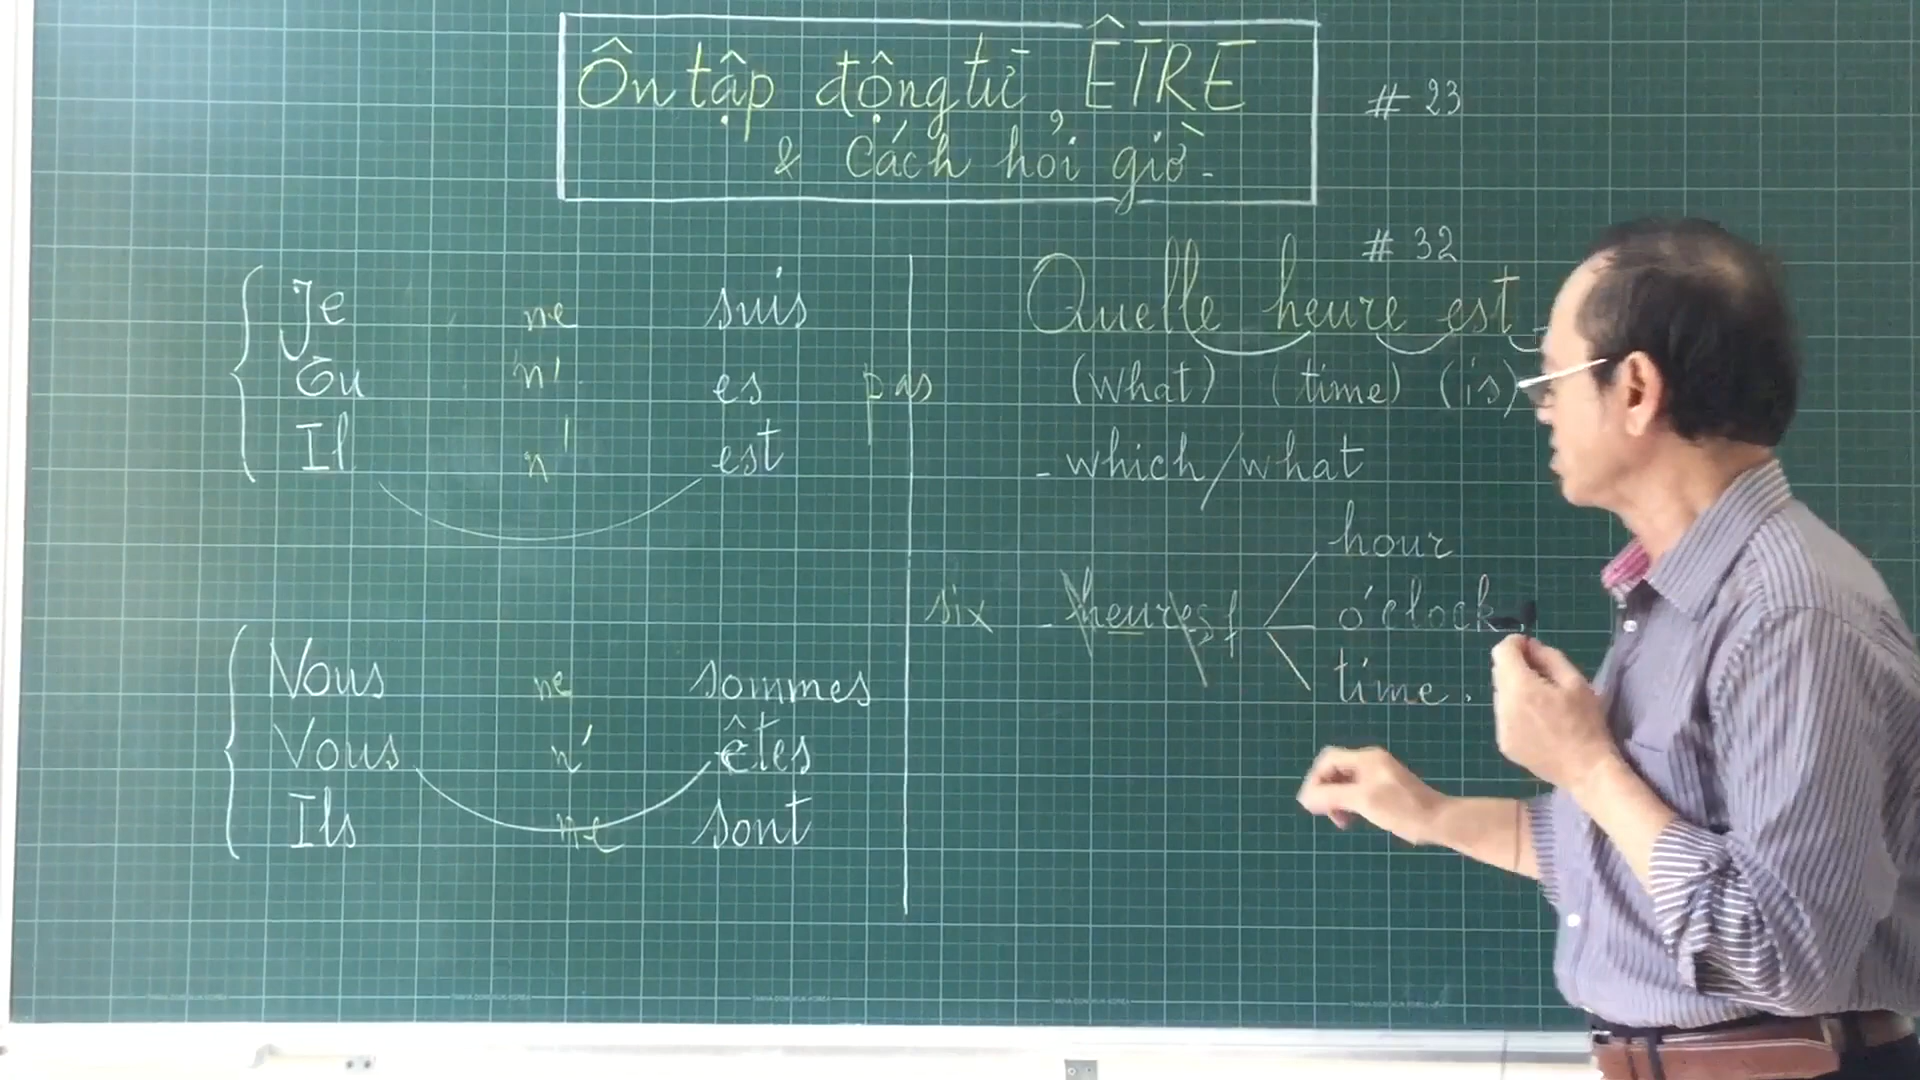 Ôn tập động từ ÊTRE
& Cách hỏi giờ.
# 23
Je ne suis
Tu n' es pas
Il n' est
Nous ne sommes
Vous n' êtes
Ils ne sont
# 32
Quelle heure est
(what) (time) (is)
- which/what
hour
six - heures f o'clock.
time.